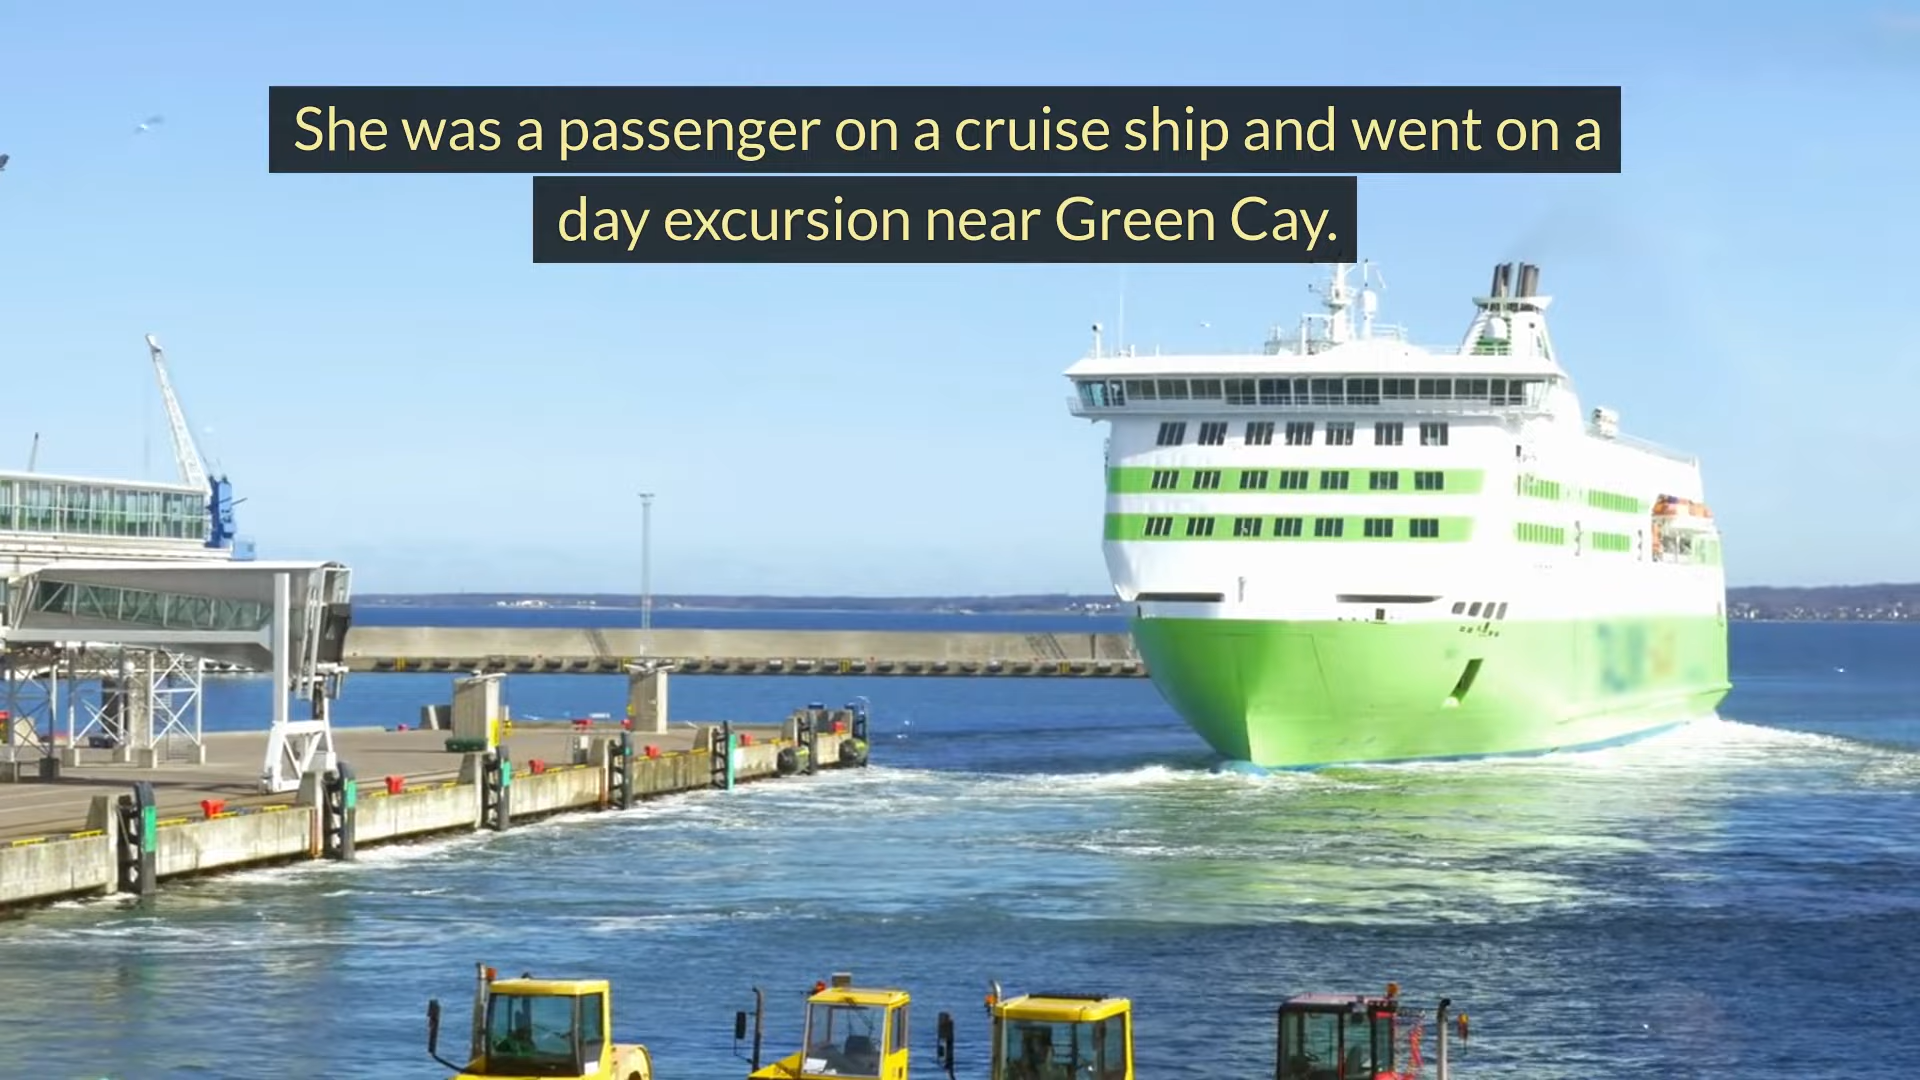 She was a passenger on a cruise ship and went on a
day excursion near Green Cay.